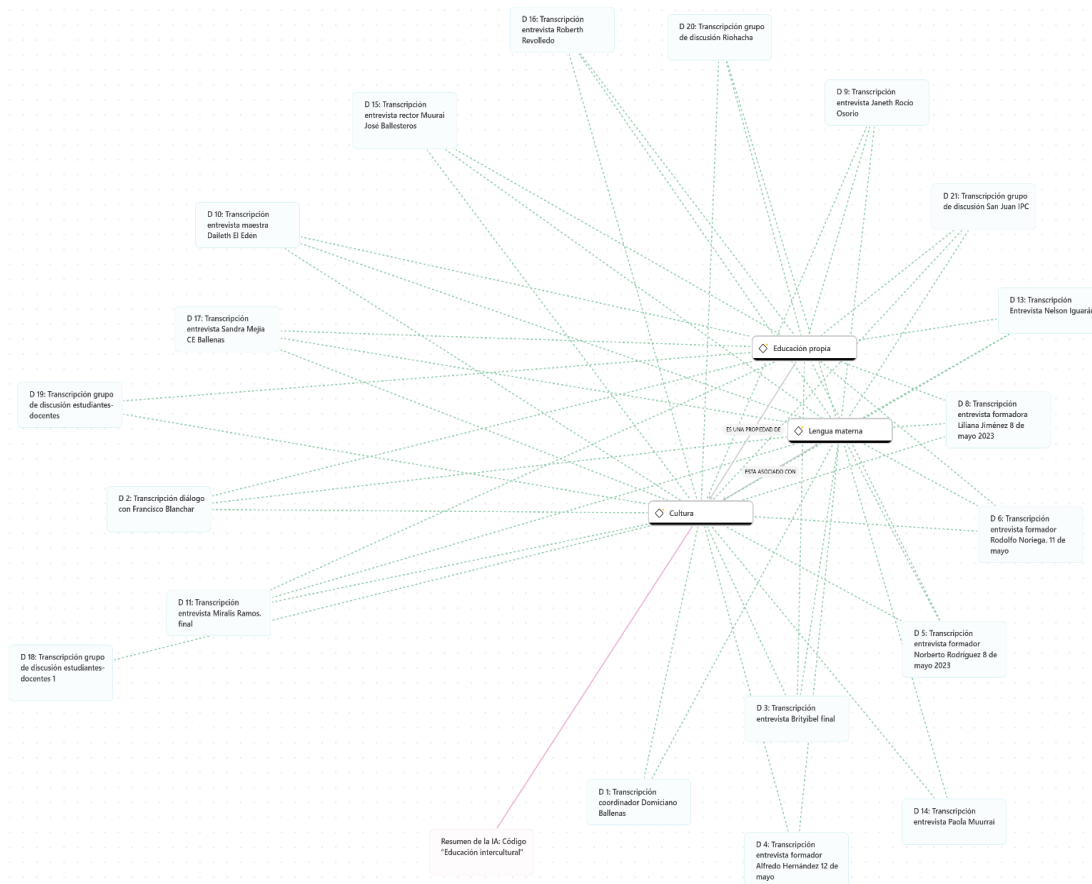 D 16: Transcripción
entrevista Roberth
Revolledo
D 20: Transcripción grupo
de discusión Riohacha
D 9: Transcripción
entrevista Janeth Rocío
Osorio
D 15: Transcripción
entrevista rector Muurai
José Ballesteros
D 21: Transcripción grupo
de discusión San Juan IPC
D 10: Transcripción
entrevista maestra
Daileth El Edén
D 13: Transcripción
Entrevista Nelson Iguarán
D 17: Transcripción
entrevista Sandra Mejía
CE Ballenas
Educación propia
D 19: Transcripción grupo
de discusión estudiantes-
docentes
D 8: Transcripción
entrevista formadora
Liliana Jiménez 8 de
mayo 2023
ES UNA PROPIEDAD DE
Lengua materna
ESTA ASOCIADO CON
D 2: Transcripción diálogo
con Francisco Blanchar
Cultura
D 6: Transcripción
entrevista formador
Rodolfo Noriega. 11 de
mayo
D 11: Transcripción
entrevista Miralis Ramos.
final
D 18: Transcripción grupo
de discusión estudiantes-
docentes 1
D 5: Transcripción
entrevista formador
Norberto Rodríguez 8 de
mayo 2023
D 3: Transcripción
entrevista Brityibel final
D 1: Transcripción
coordinador Domiciano
Ballenas
D 14: Transcripción
entrevista Paola Muurrai
Resumen de la IA: Código
"Educación intercultural"
D 4: Transcripción
entrevista formador
Alfredo Hernández 12 de
mayo